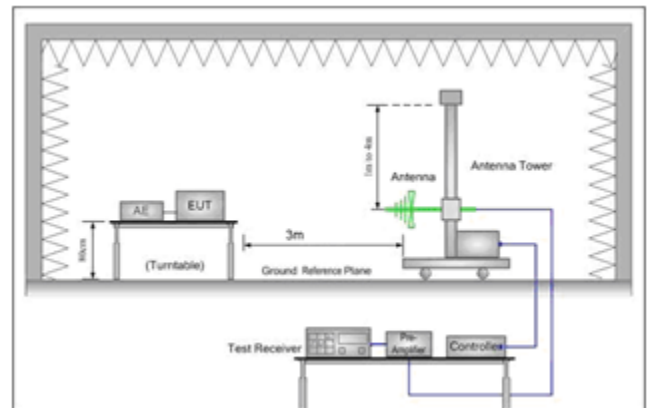 1m to 4m
Antenna
Antenna Tower
AE
EUT
3m
80cm
(Turntable)
Ground Reference Plane
Test Receiver
Pre-
Amplifier
Controller